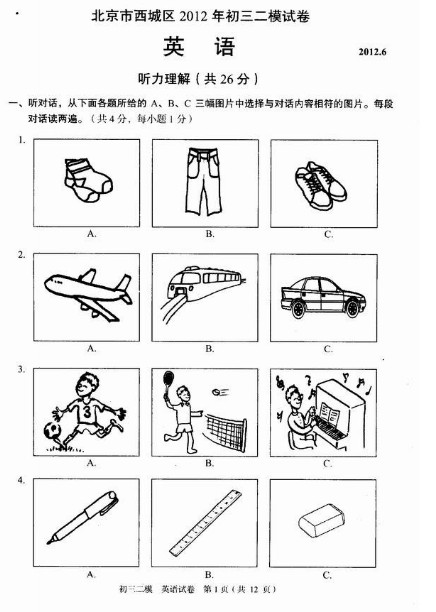 北京市西城区 2012 年初三二模试卷
英 语
2012.6
听力理解（共 26 分）
一、听对话，从下面各题所给的 A、B、C 三幅图片中选择与对话内容相符的图片。每段
对话读两遍。（共 4 分，每小题 1 分）
1.
A. B. C.
2.
A. B. C.
3.
3
A. B. C.
4.
A. B. C.
初三二模 英语试卷 第 1 页（共 12 页）